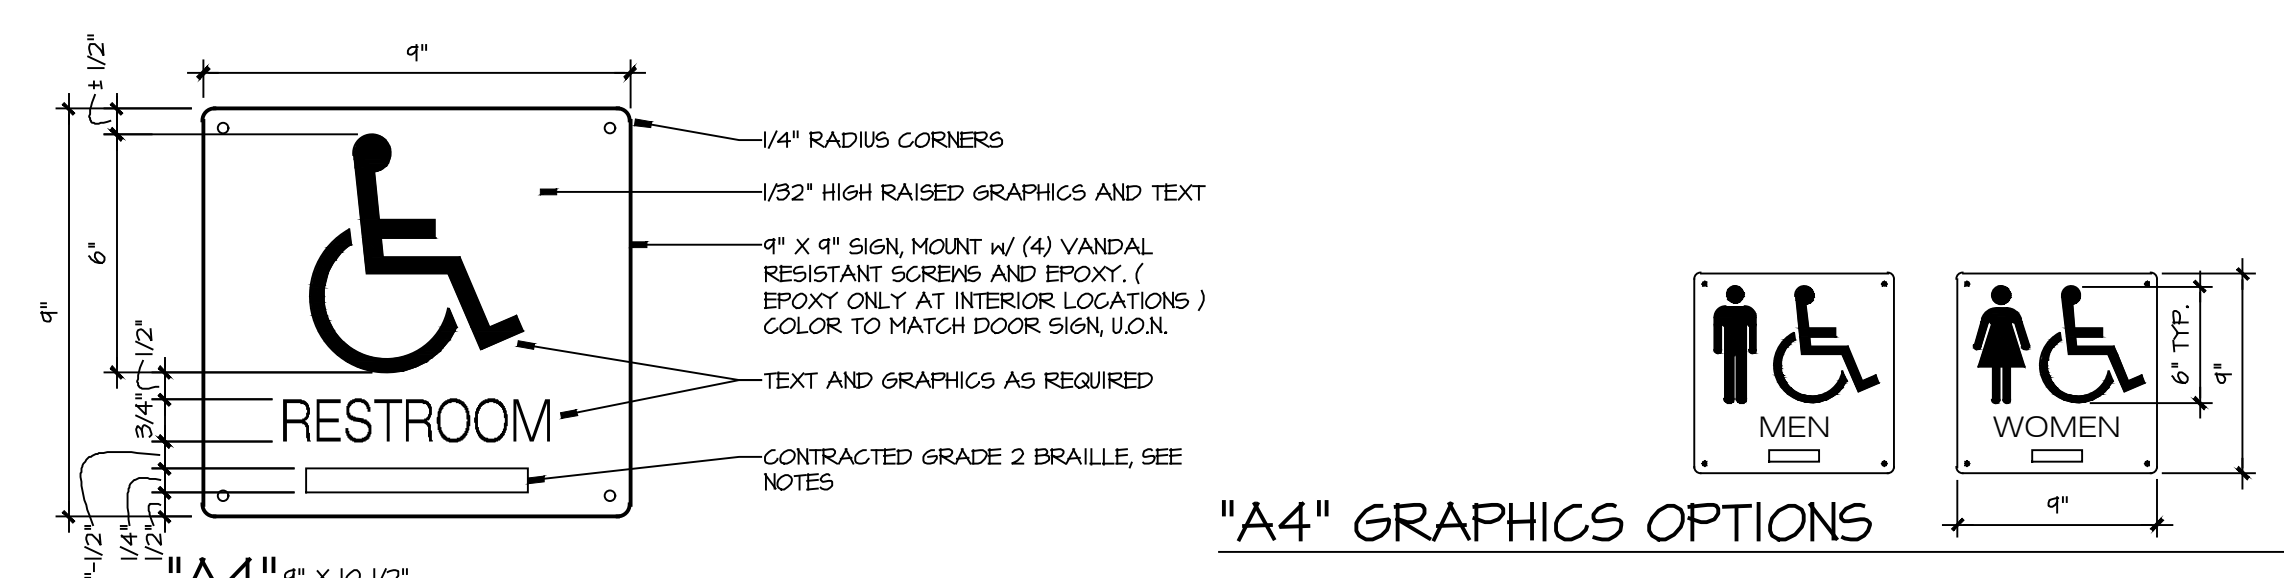 9"
± 1/2"
1/4" RADIUS CORNERS
1/32" HIGH RAISED GRAPHICS AND TEXT
9" X 9" SIGN, MOUNT W/ (4) VANDAL
RESISTANT SCREWS AND EPOXY. (
EPOXY ONLY AT INTERIOR LOCATIONS )
COLOR TO MATCH DOOR SIGN, U.O.N.
6"
9"
1/2"
TEXT AND GRAPHICS AS REQUIRED
3/4"
RESTROOM
CONTRACTED GRADE 2 BRAILLE, SEE
NOTES
"-1/2"
1/4"
1/2"
"A4" 9" X 10 1/2"
MEN
WOMEN
6" TYP.
9"
9"
"A4" GRAPHICS OPTIONS